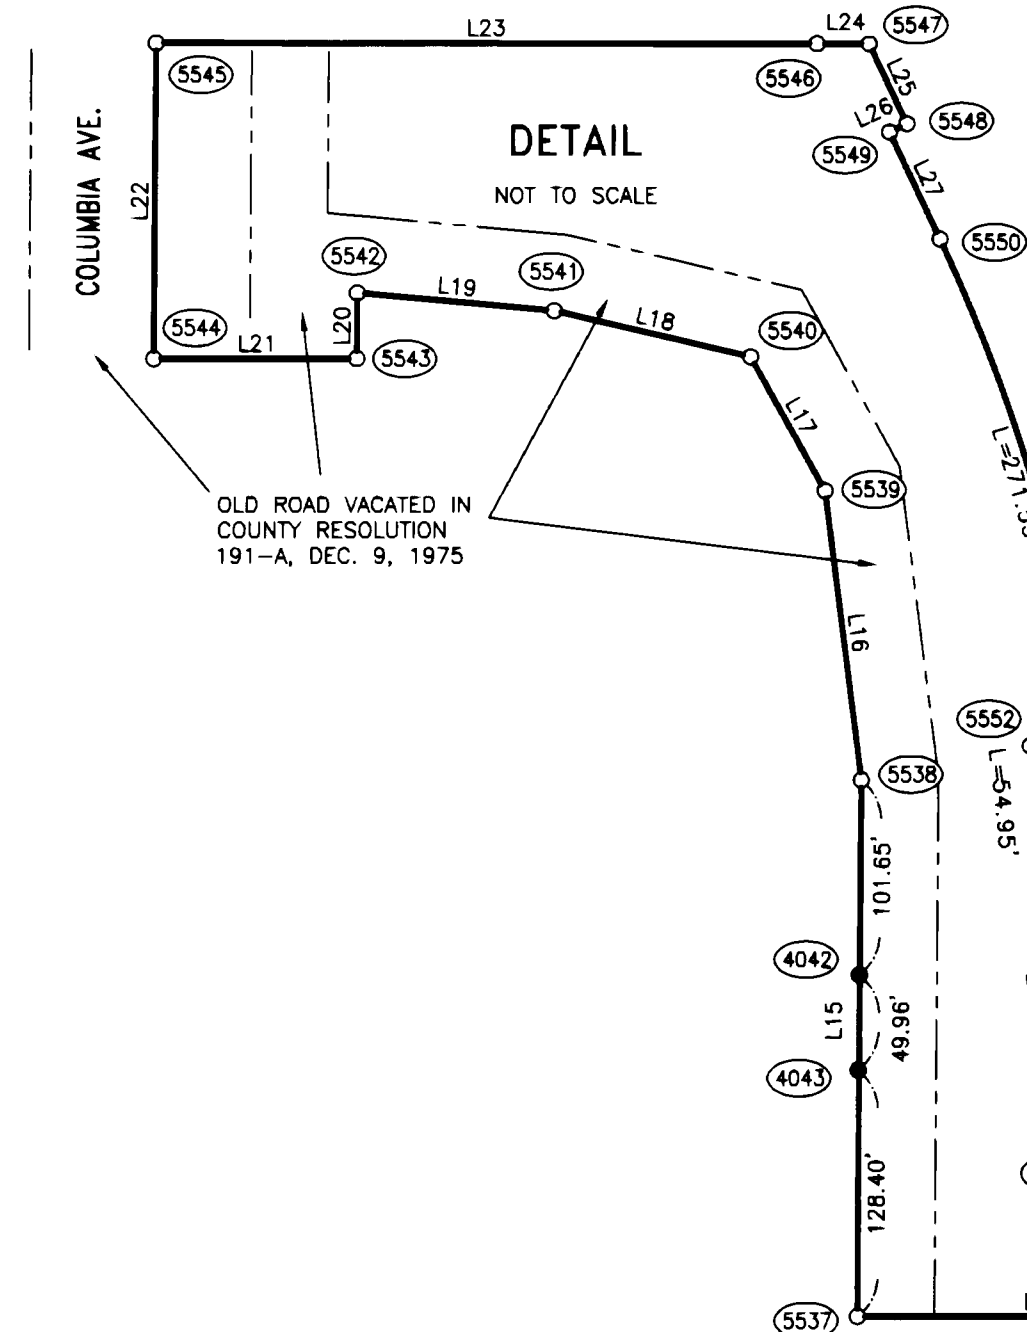 L23
L24
5547
5545
5546
L25
L26
5548
COLUMBIA AVE.
DETAIL
5549
L27
L22
NOT TO SCALE
5550
5542
5541
L19
5544
L20
L18
5540
L21
5543
L17
5539
OLD ROAD VACATED IN
COUNTY RESOLUTION
191-A, DEC. 9, 1975
L16
5552
5538
L=54.95'
101.65'
4042
L15
49.96'
4043
128.40'
5537